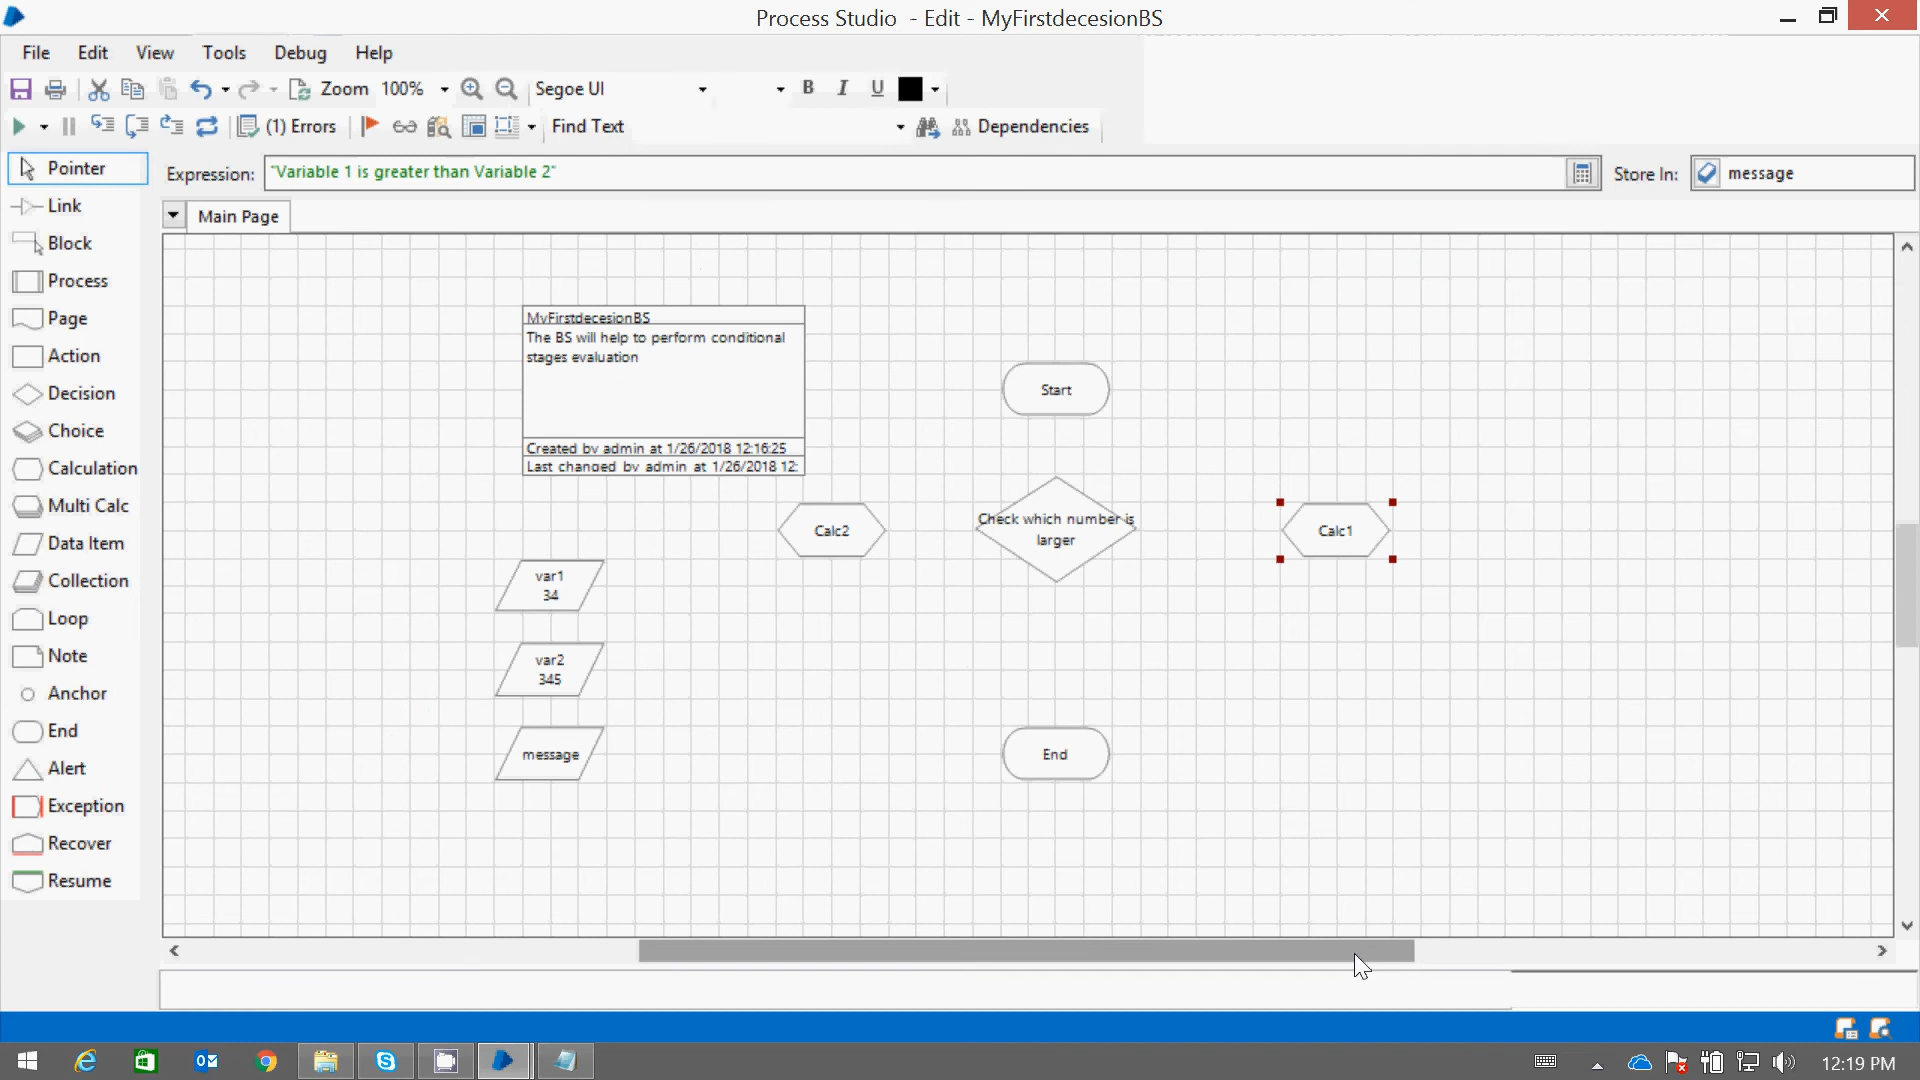 Process Studio  - Edit - MyFirstdecesionBS
File Edit View Tools Debug Help
Zoom 100% Segoe UI B I U
(1) Errors Find Text Dependencies
Pointer
Expression: "Variable 1 is greater than Variable 2" Store In: message
Link
Main Page
Block
Process
Page
Action
Decision
Choice
Calculation
Multi Calc
Data Item
Collection
Loop
Note
Anchor
End
Alert
Exception
Recover
Resume
MyFirstdecesionBS
The BS will help to perform conditional
stages evaluation
Created by admin at 1/26/2018 12:16:25
Last changed by admin at 1/26/2018 12:
Start
Calc2
Check which number is
larger
Calc1
var1
34
var2
345
message
End
12:19 PM